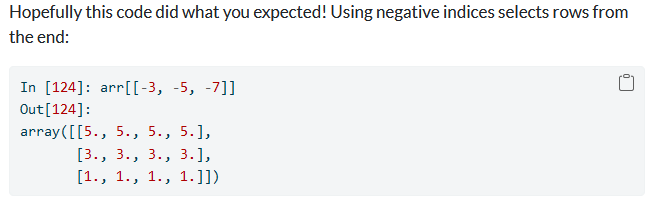 Hopefully this code did what you expected! Using negative indices selects rows from
the end:
In [124]: arr[[-3, -5, -7]]
Out[124]:
array([[5., 5., 5., 5.],
       [3., 3., 3., 3.],
       [1., 1., 1., 1.]])